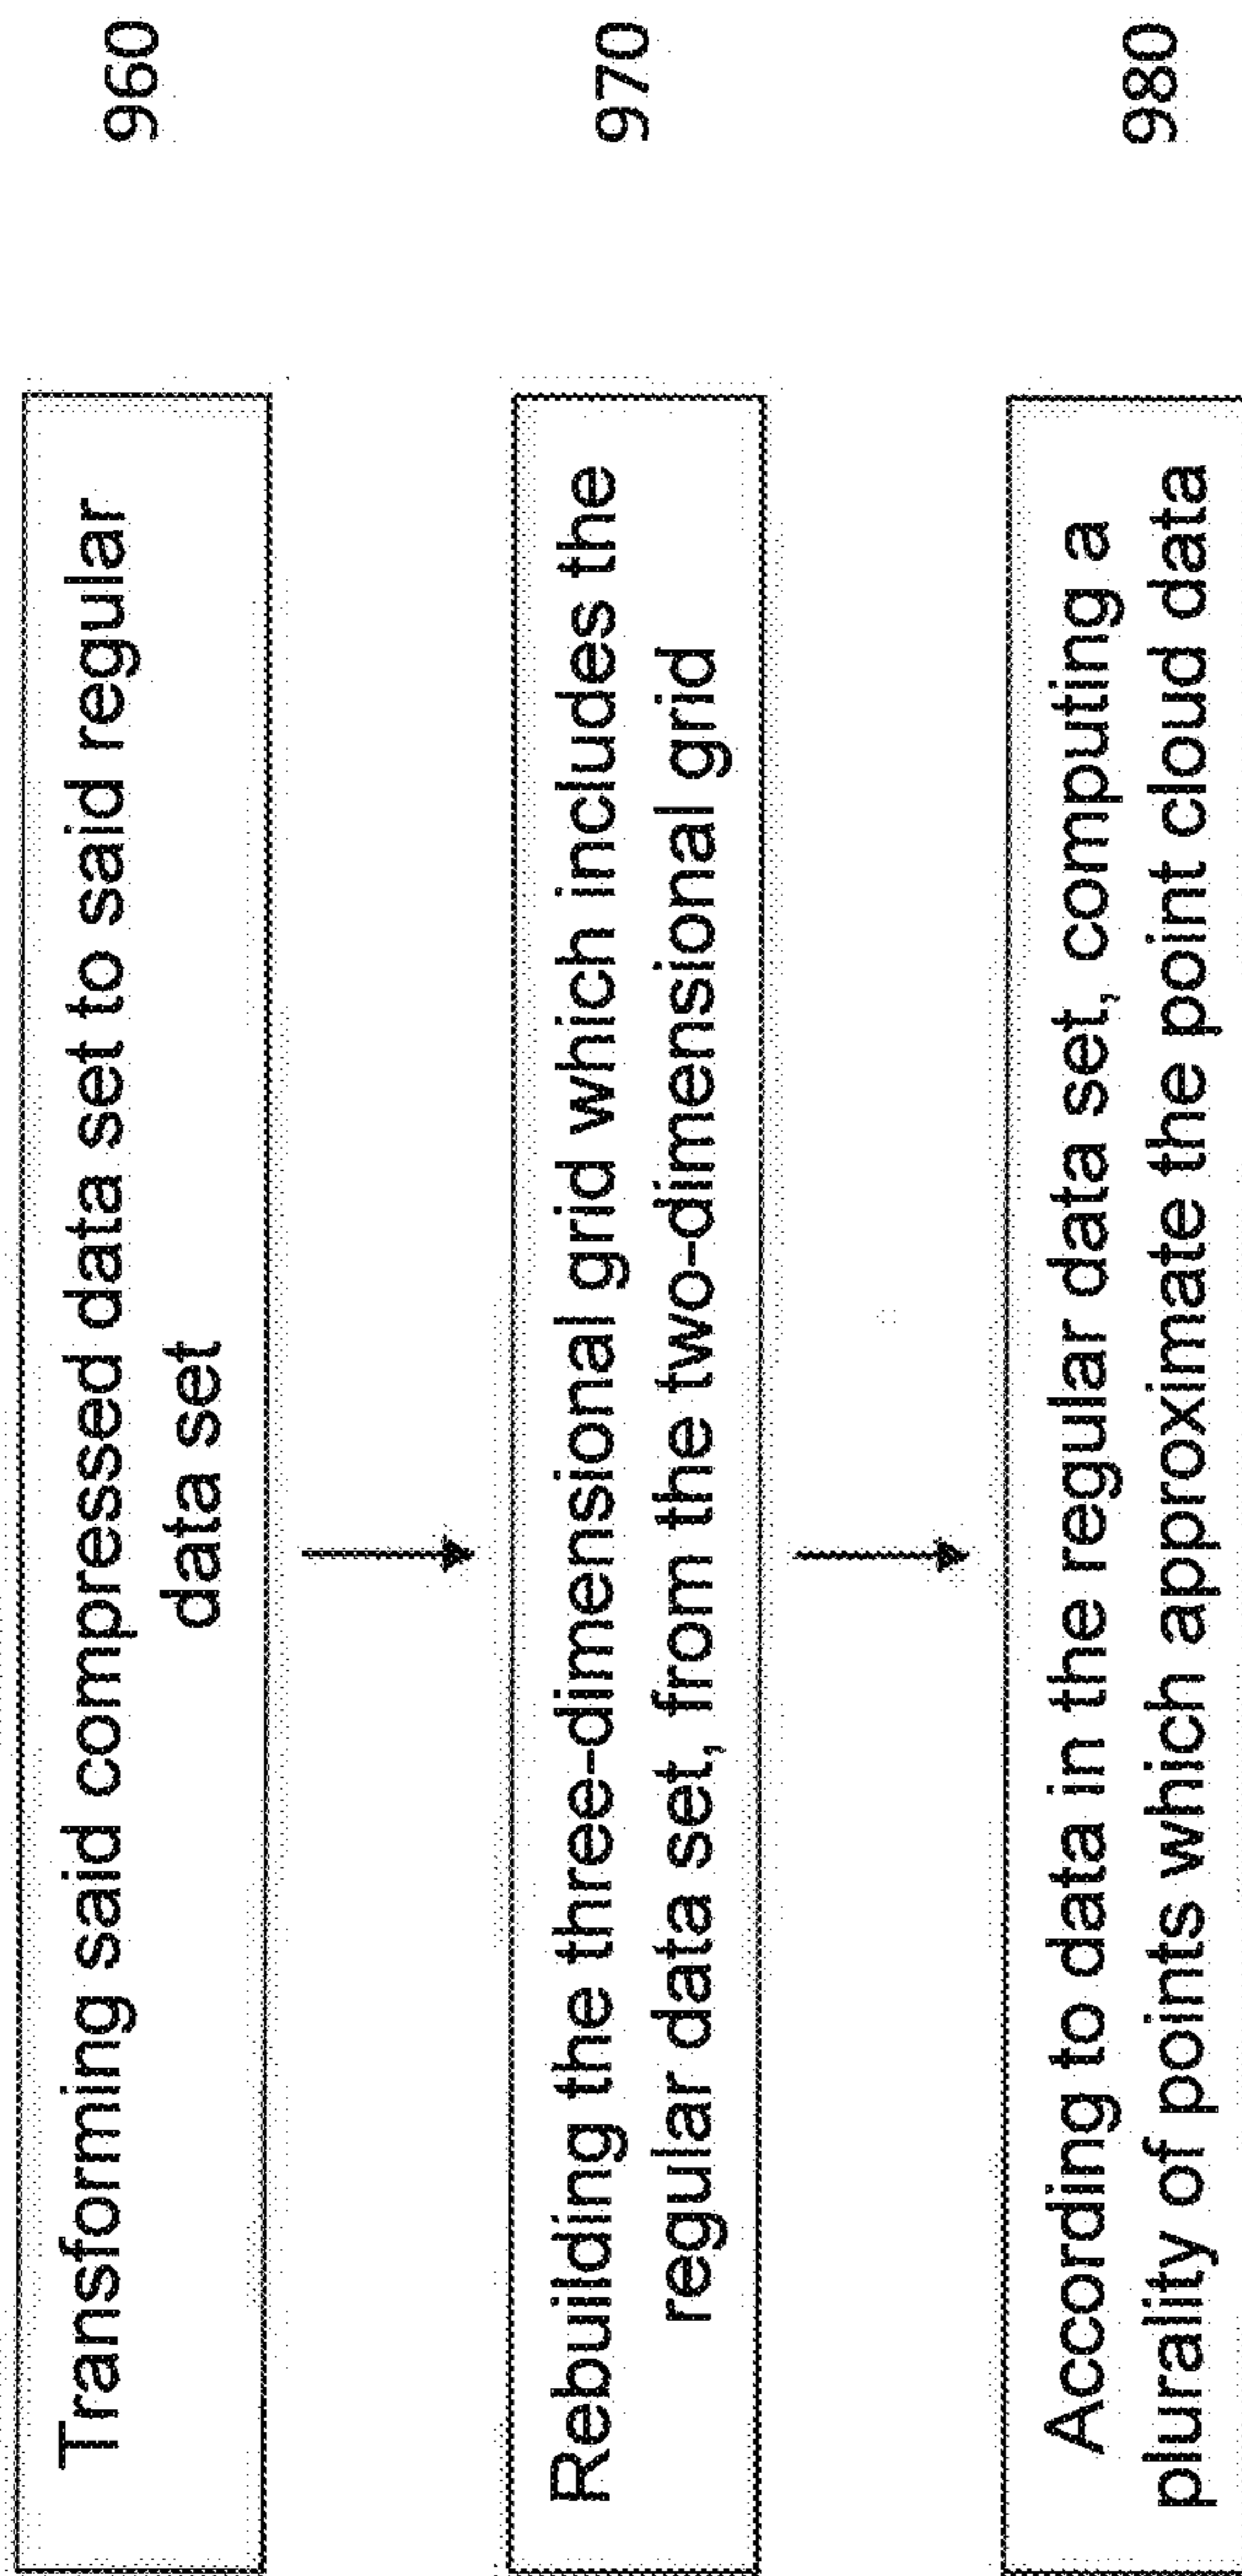 Transforming said compressed data set to said regular
data set
960
Rebuilding the three-dimensional grid which includes the
regular data set, from the two-dimensional grid
970
According to data in the regular data set, computing a
plurality of points which approximate the point cloud data
980